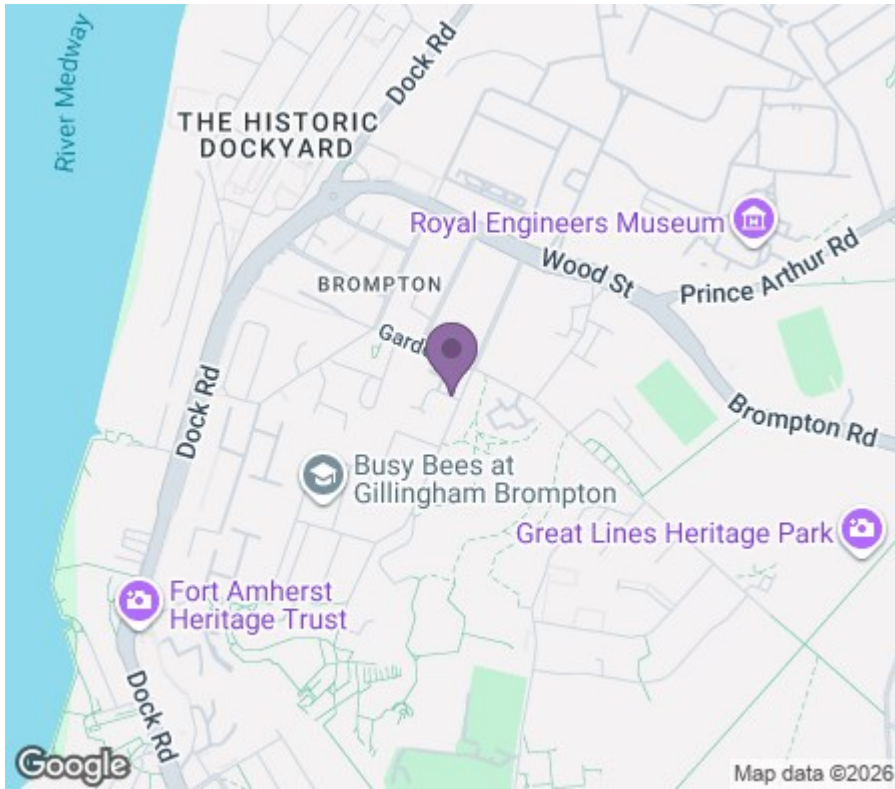 River Medway
Dock Rd
THE HISTORIC
DOCKYARD
Royal Engineers Museum
Wood St
Prince Arthur Rd
BROMPTON
Dock Rd
Brompton Rd
Busy Bees at
Gillingham Brompton
Great Lines Heritage Park
Fort Amherst
Heritage Trust
Dock Rd
Google
Map data ©2026